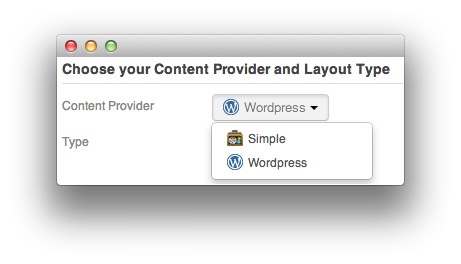 Choose your Content Provider and Layout Type
Content Provider
Wordpress
Simple
Type
Wordpress